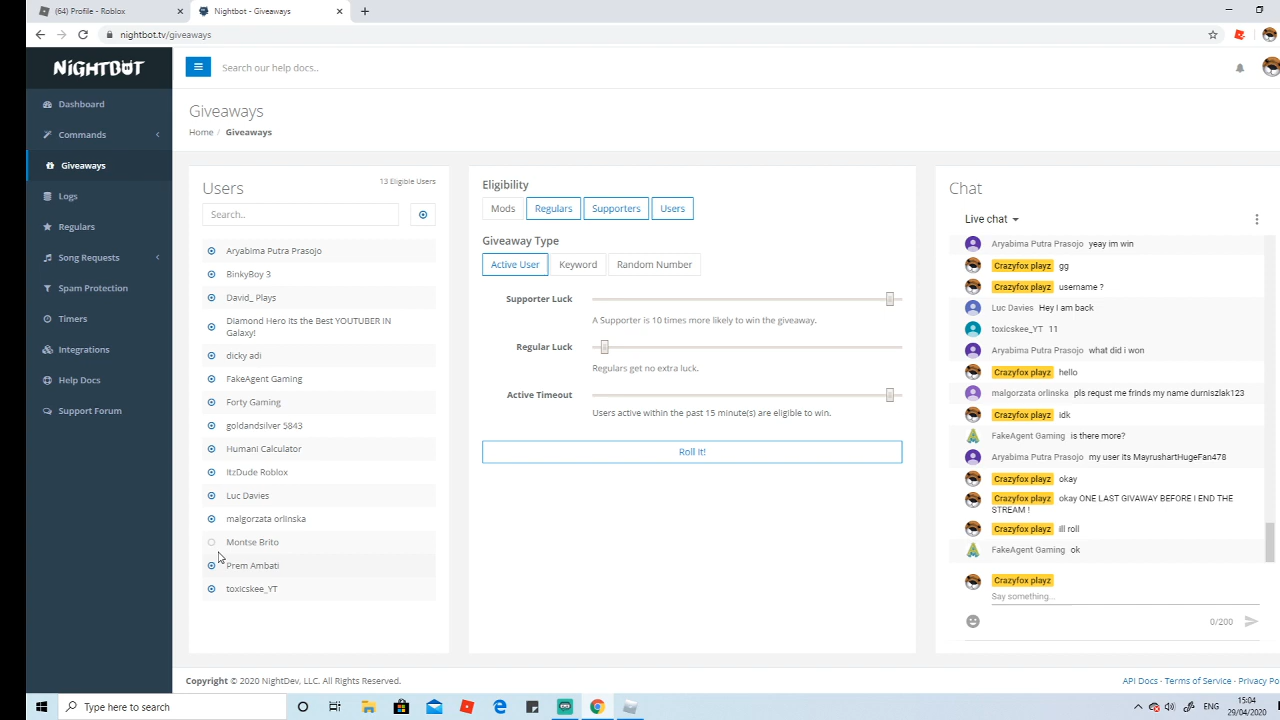 (64) Profile - Roblox
Nightbot - Giveaways
nightbot.tv/giveaways
NiGHTBOT
Search our help docs..
Dashboard
Commands
Giveaways
Logs
Regulars
Song Requests
Spam Protection
Timers
Integrations
Help Docs
Support Forum
Giveaways
Home / Giveaways
Users
13 Eligible Users
Search..
Aryabima Putra Prasojo
BinkyBoy 3
David_ Plays
Diamond Hero Its the Best YOUTUBER IN
Galaxy!
dicky adi
FakeAgent Gaming
Forty Gaming
goldandsilver 5843
Humani Calculator
ItzDude Roblox
Luc Davies
malgorzata orlinska
Montse Brito
Prem Ambati
toxicskee_YT
Eligibility
Mods Regulars Supporters Users
Giveaway Type
Active User Keyword Random Number
Supporter Luck
A Supporter is 10 times more likely to win the giveaway.
Regular Luck
Regulars get no extra luck.
Active Timeout
Users active within the past 15 minute(s) are eligible to win.
Roll It!
Chat
Live chat
Aryabima Putra Prasojo yeay im win
Crazyfox playz gg
Crazyfox playz username ?
Luc Davies Hey I am back
toxicskee_YT 11
Aryabima Putra Prasojo what did i won
Crazyfox playz hello
malgorzata orlinska pls requst me frinds my name durniszlak123
Crazyfox playz idk
FakeAgent Gaming is there more?
Aryabima Putra Prasojo my user its MayrushartHugeFan478
Crazyfox playz okay
Crazyfox playz okay ONE LAST GIVAWAY BEFORE I END THE
STREAM !
Crazyfox playz ill roll
FakeAgent Gaming ok
Crazyfox playz
Say something...
0/200
Copyright © 2020 NightDev, LLC. All Rights Reserved.
API Docs - Terms of Service - Privacy Po
Type here to search
ENG
15:04
29/04/2020